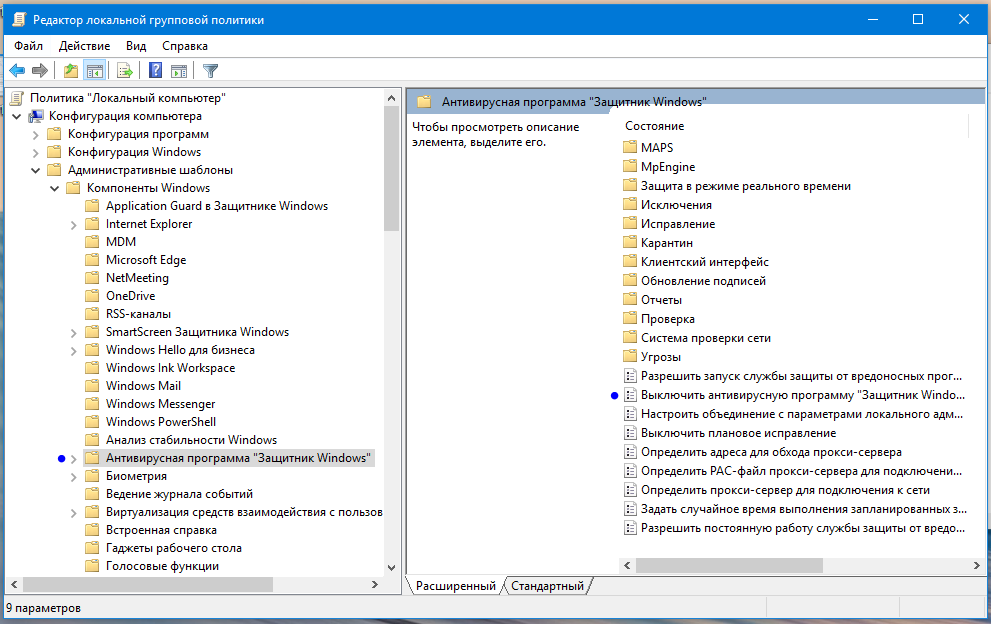 Редактор локальной групповой политики
Файл Действие Вид Справка
Политика "Локальный компьютер"
Конфигурация компьютера
Конфигурация программ
Конфигурация Windows
Административные шаблоны
Компоненты Windows
Application Guard в Защитнике Windows
Internet Explorer
MDM
Microsoft Edge
NetMeeting
OneDrive
RSS-каналы
SmartScreen Защитника Windows
Windows Hello для бизнеса
Windows Ink Workspace
Windows Mail
Windows Messenger
Windows PowerShell
Анализ стабильности Windows
Антивирусная программа "Защитник Windows"
Биометрия
Ведение журнала событий
Виртуализация средств взаимодействия с пользов
Встроенная справка
Гаджеты рабочего стола
Голосовые функции
Антивирусная программа "Защитник Windows"
Чтобы просмотреть описание
элемента, выделите его.
Состояние
MAPS
MpEngine
Защита в режиме реального времени
Исключения
Исправление
Карантин
Клиентский интерфейс
Обновление подписей
Отчеты
Проверка
Система проверки сети
Угрозы
Разрешить запуск службы защиты от вредоносных прог...
Выключить антивирусную программу "Защитник Windo...
Настроить объединение с параметрами локального адм...
Выключить плановое исправление
Определить адреса для обхода прокси-сервера
Определить PAC-файл прокси-сервера для подключени...
Определить прокси-сервер для подключения к сети
Задать случайное время выполнения запланированных з...
Разрешить постоянную работу службы защиты от вредо...
Расширенный Стандартный
9 параметров